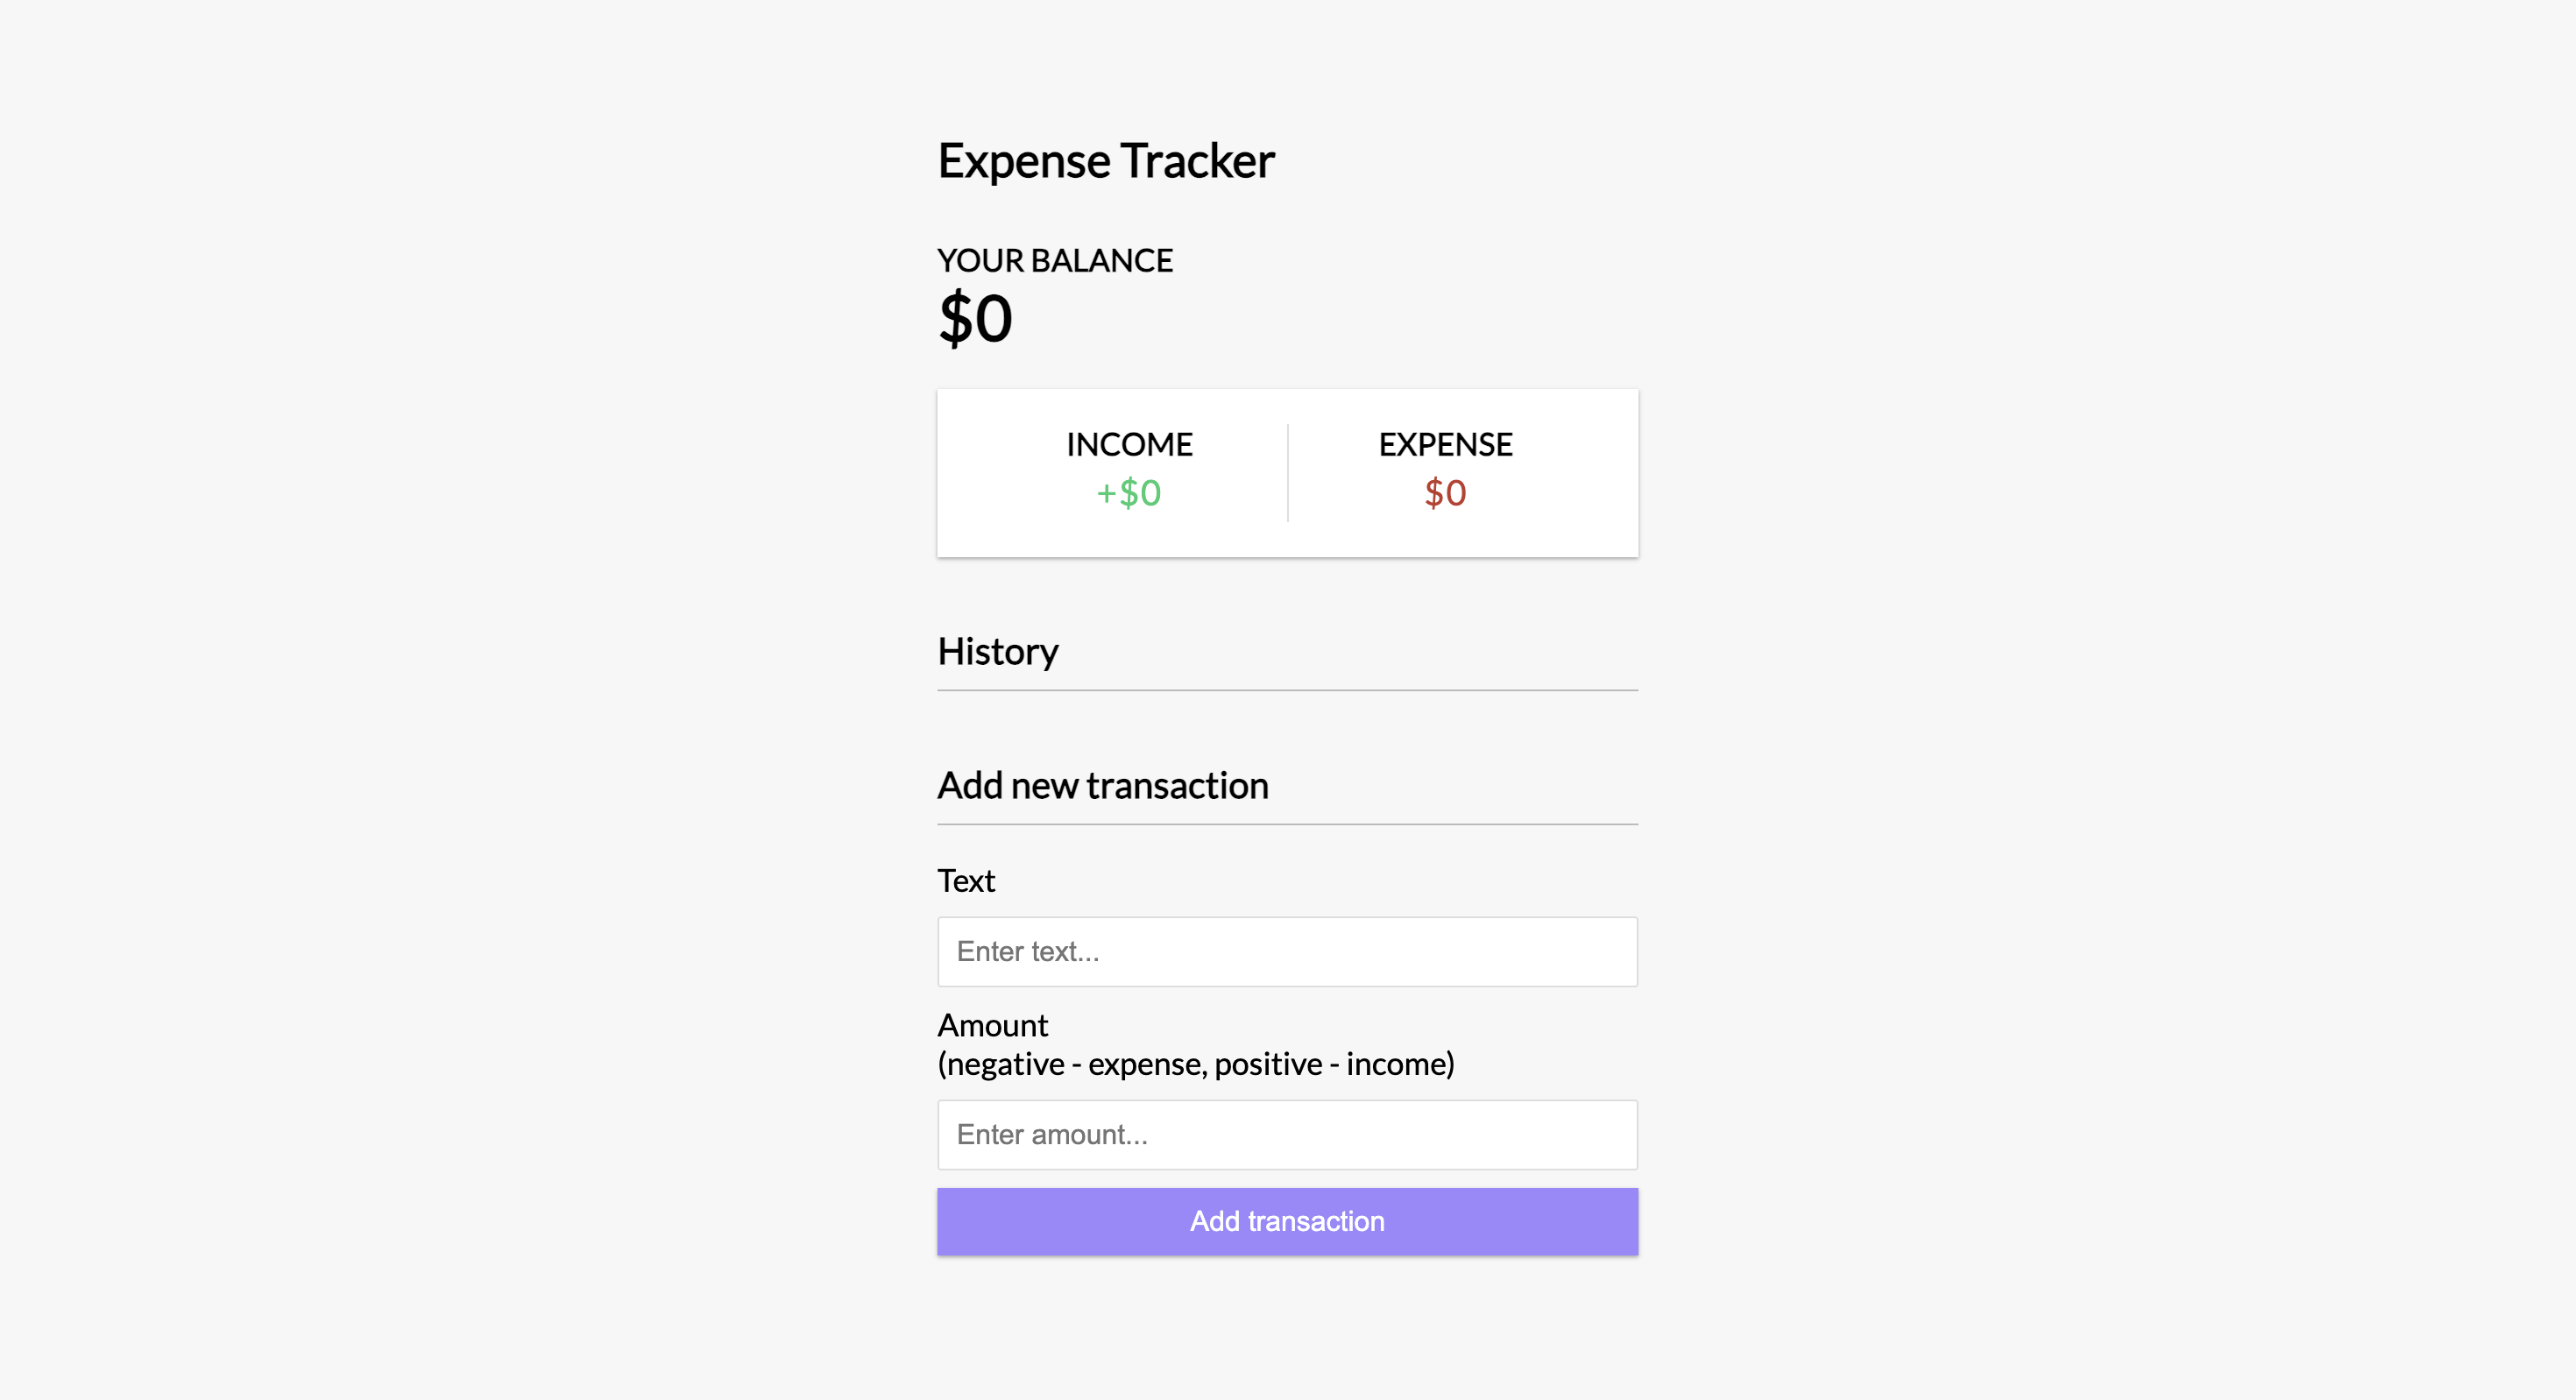 Expense Tracker
YOUR BALANCE
$0
INCOME
EXPENSE
+$0
$0
History
Add new transaction
Text
Enter text...
Amount
(negative - expense, positive - income)
Enter amount...
Add transaction